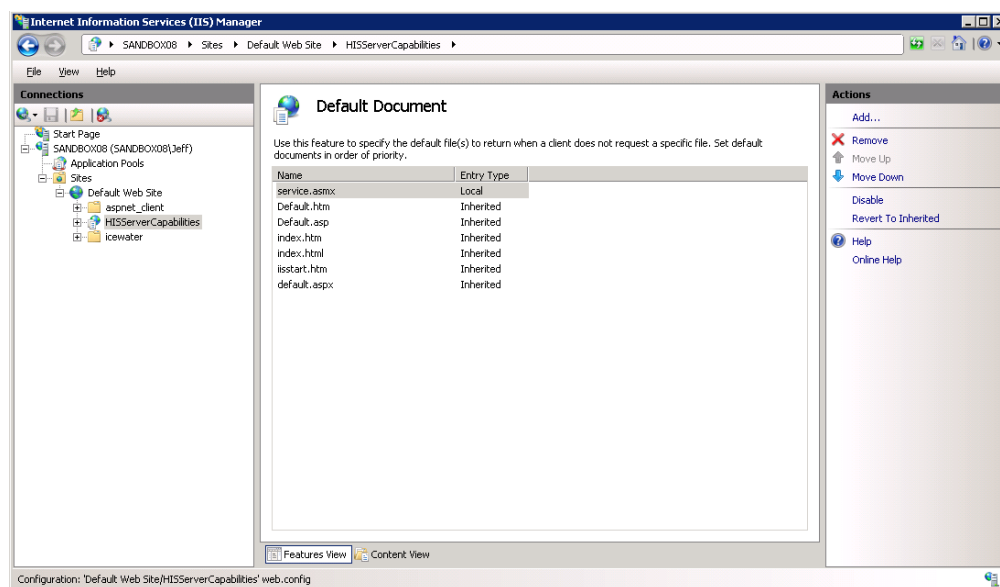 Internet Information Services (IIS) Manager
SANDBOX08 Sites Default Web Site HISServerCapabilities
File View Help
Connections
Start Page
SANDBOX08 (SANDBOX08\Jeff)
Application Pools
Sites
Default Web Site
aspnet_client
HISServerCapabilities
icewater
Default Document
Use this feature to specify the default file(s) to return when a client does not request a specific file. Set default
documents in order of priority.
Name Entry Type
service.asmx Local
Default.htm Inherited
Default.asp Inherited
index.htm Inherited
index.html Inherited
iisstart.htm Inherited
default.aspx Inherited
Features View Content View
Actions
Add...
Remove
Move Up
Move Down
Disable
Revert To Inherited
Help
Online Help
Configuration: 'Default Web Site/HISServerCapabilities' web.config